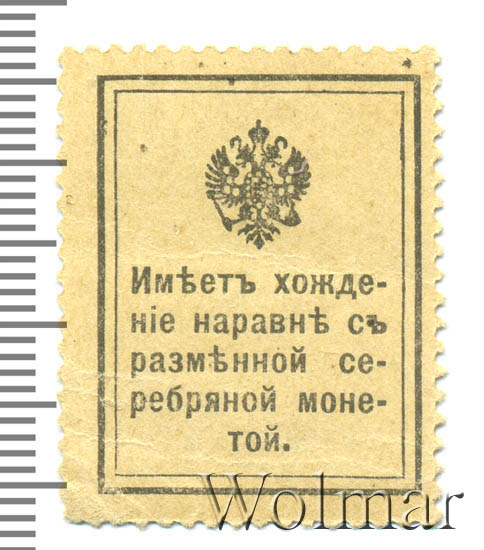 Имѣетъ хожде-
ніе наравнѣ съ
размѣнной се-
ребряной моне-
той.
Wolmar